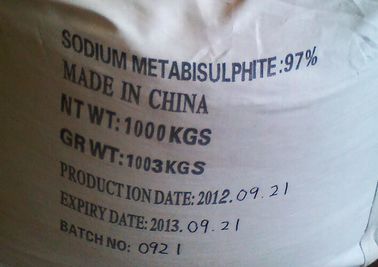 SODIUM METABISULPHITE:97%
MADE IN CHINA
NT WT:1000KGS
GR WT:1003KGS
PRODUCTION DATE: 2012.09.21
EXPIRY DATE: 2013.09.21
BATCH NO: 0921